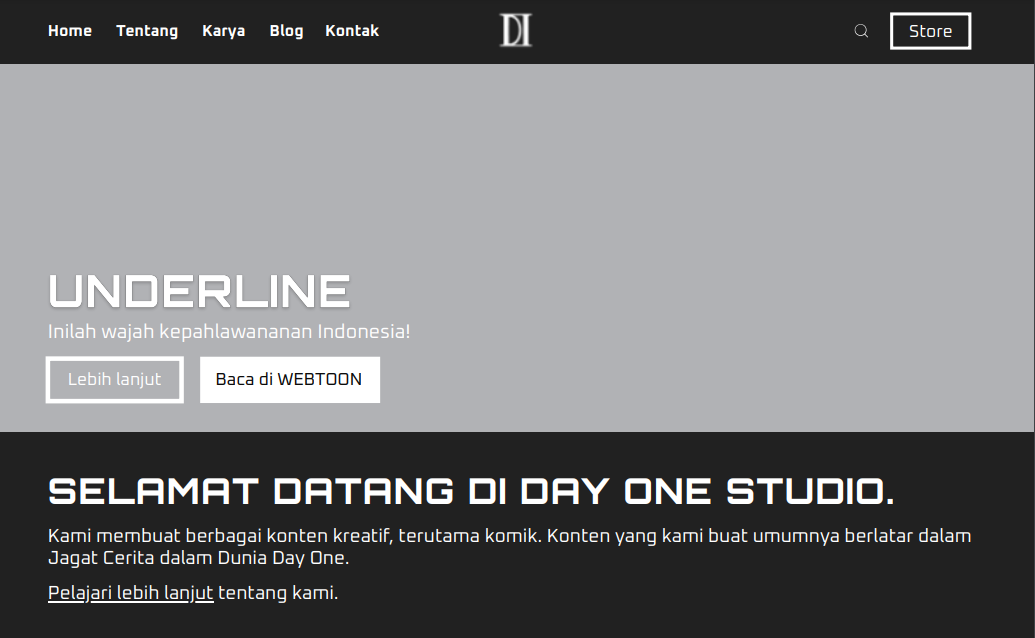 Home Tentang Karya Blog Kontak DI Store
UNDERLINE
Inilah wajah kepahlawananan Indonesia!
Lebih lanjut Baca di WEBTOON
SELAMAT DATANG DI DAY ONE STUDIO.
Kami membuat berbagai konten kreatif, terutama komik. Konten yang kami buat umumnya berlatar dalam
Jagat Cerita dalam Dunia Day One.
Pelajari lebih lanjut tentang kami.